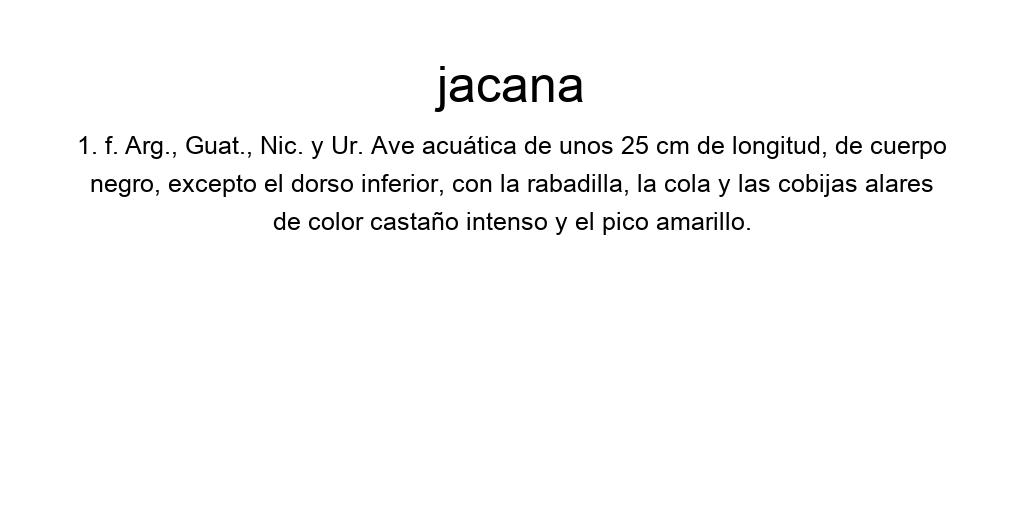 jacana
1. f. Arg., Guat., Nic. y Ur. Ave acuática de unos 25 cm de longitud, de cuerpo
negro, excepto el dorso inferior, con la rabadilla, la cola y las cobijas alares
de color castaño intenso y el pico amarillo.